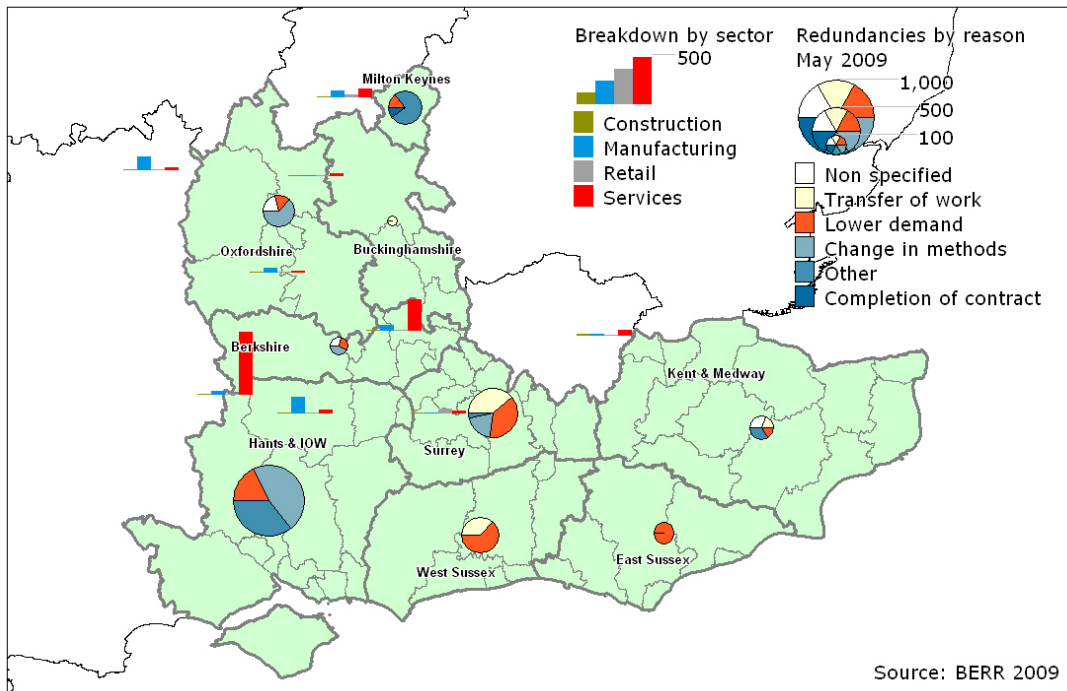 Breakdown by sector
500
Construction
Manufacturing
Retail
Services
Redundancies by reason
May 2009
1,000
500
100
Non specified
Transfer of work
Lower demand
Change in methods
Other
Completion of contract
Milton Keynes
Oxfordshire
Buckinghamshire
Berkshire
Kent & Medway
Hants & IOW
Surrey
West Sussex
East Sussex
Source: BERR 2009